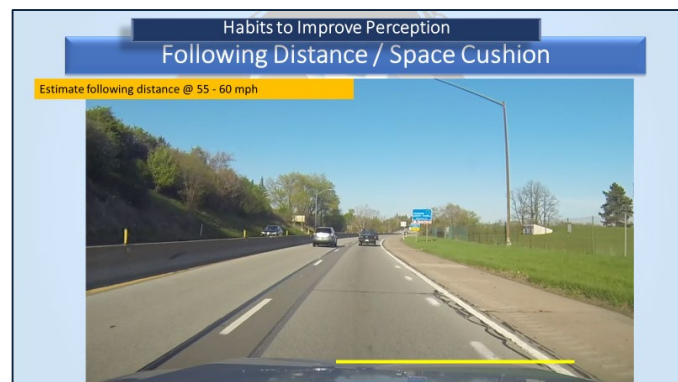 Habits to Improve Perception
Following Distance / Space Cushion
Estimate following distance @ 55 - 60 mph